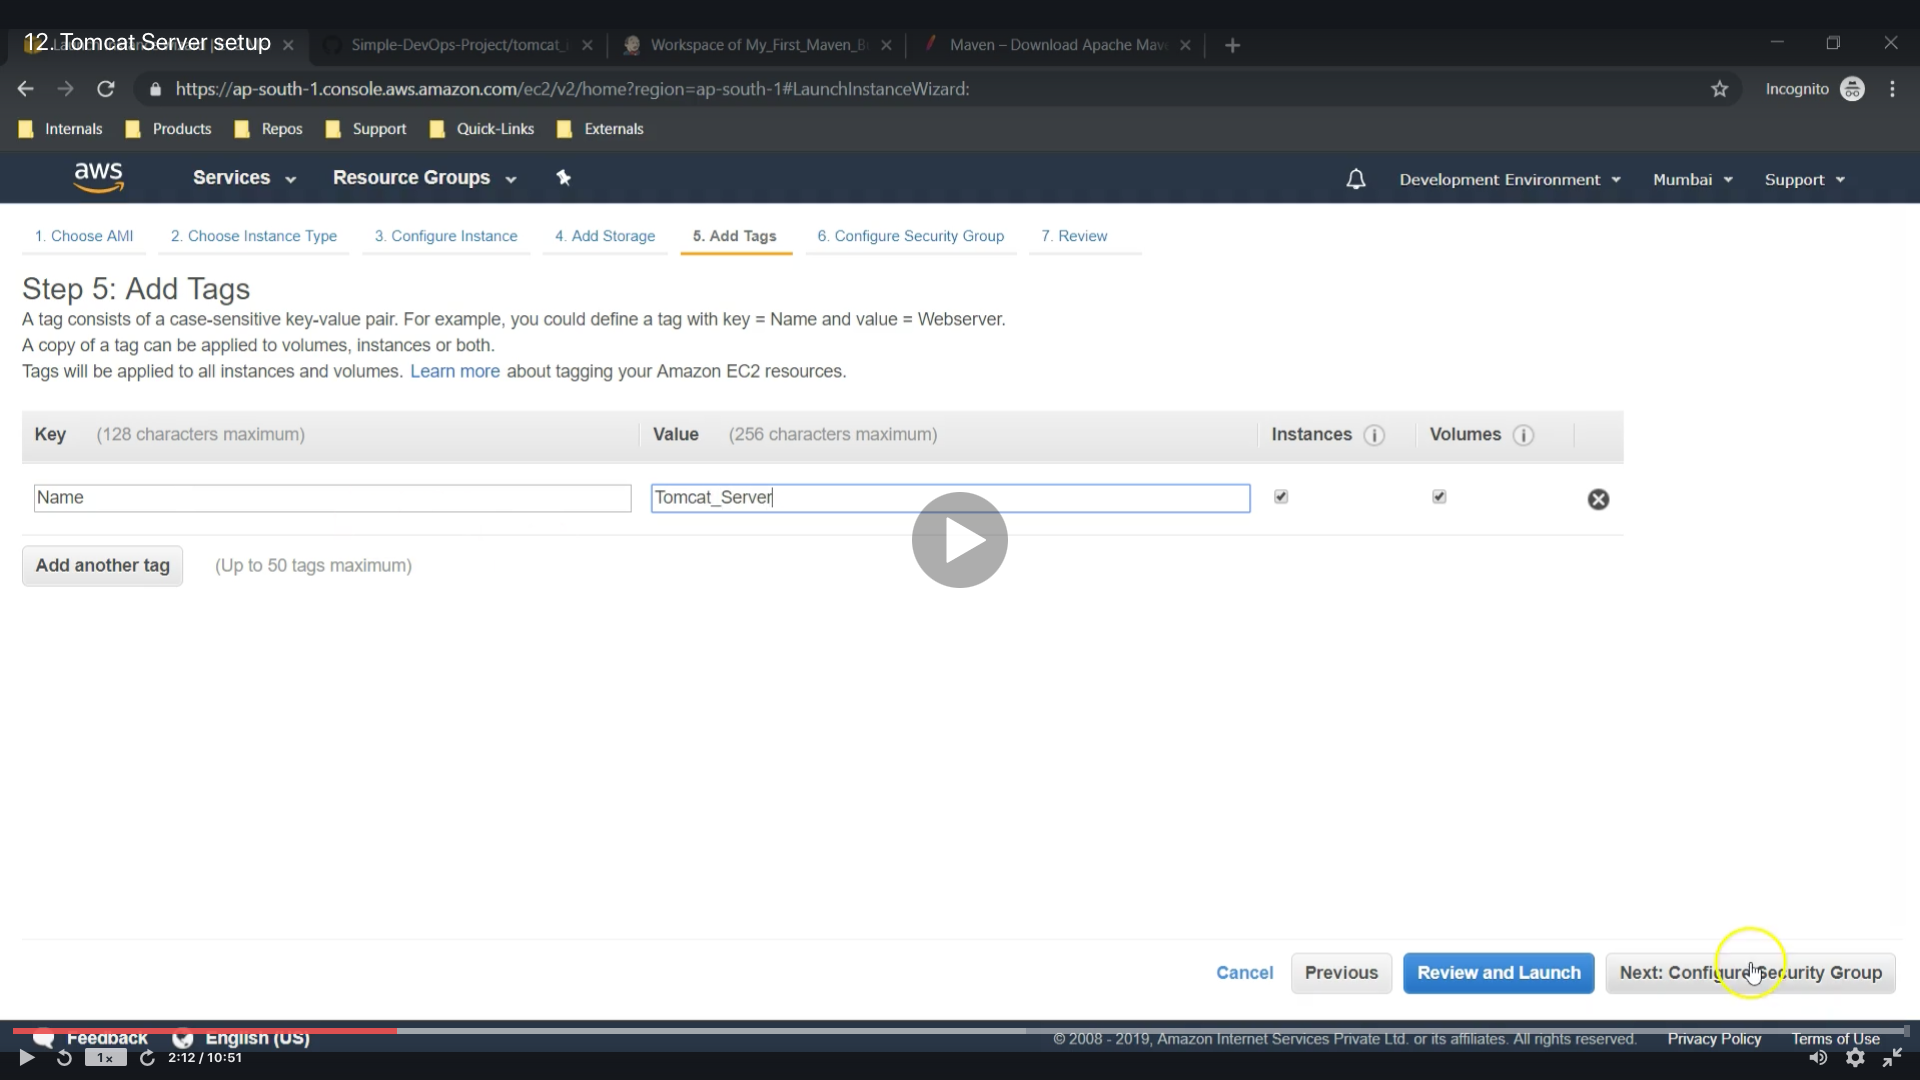 12. Tomcat Server setup
Simple-DevOps-Project/tomcat_
Workspace of My_First_Maven_B
Maven – Download Apache Mav
https://ap-south-1.console.aws.amazon.com/ec2/v2/home?region=ap-south-1#LaunchInstanceWizard:
Incognito
Internals
Products
Repos
Support
Quick-Links
Externals
aws
Services
Resource Groups
Development Environment
Mumbai
Support
1. Choose AMI
2. Choose Instance Type
3. Configure Instance
4. Add Storage
5. Add Tags
6. Configure Security Group
7. Review
Step 5: Add Tags
A tag consists of a case-sensitive key-value pair. For example, you could define a tag with key = Name and value = Webserver.
A copy of a tag can be applied to volumes, instances or both.
Tags will be applied to all instances and volumes. Learn more about tagging your Amazon EC2 resources.
Key (128 characters maximum)
Value (256 characters maximum)
Instances
Volumes
Name
Tomcat_Server
Add another tag
(Up to 50 tags maximum)
Cancel
Previous
Review and Launch
Next: Configure Security Group
Feedback
English (US)
© 2008 - 2019, Amazon Internet Services Private Ltd. or its affiliates. All rights reserved.
Privacy Policy
Terms of Use
1x
2:12 / 10:51